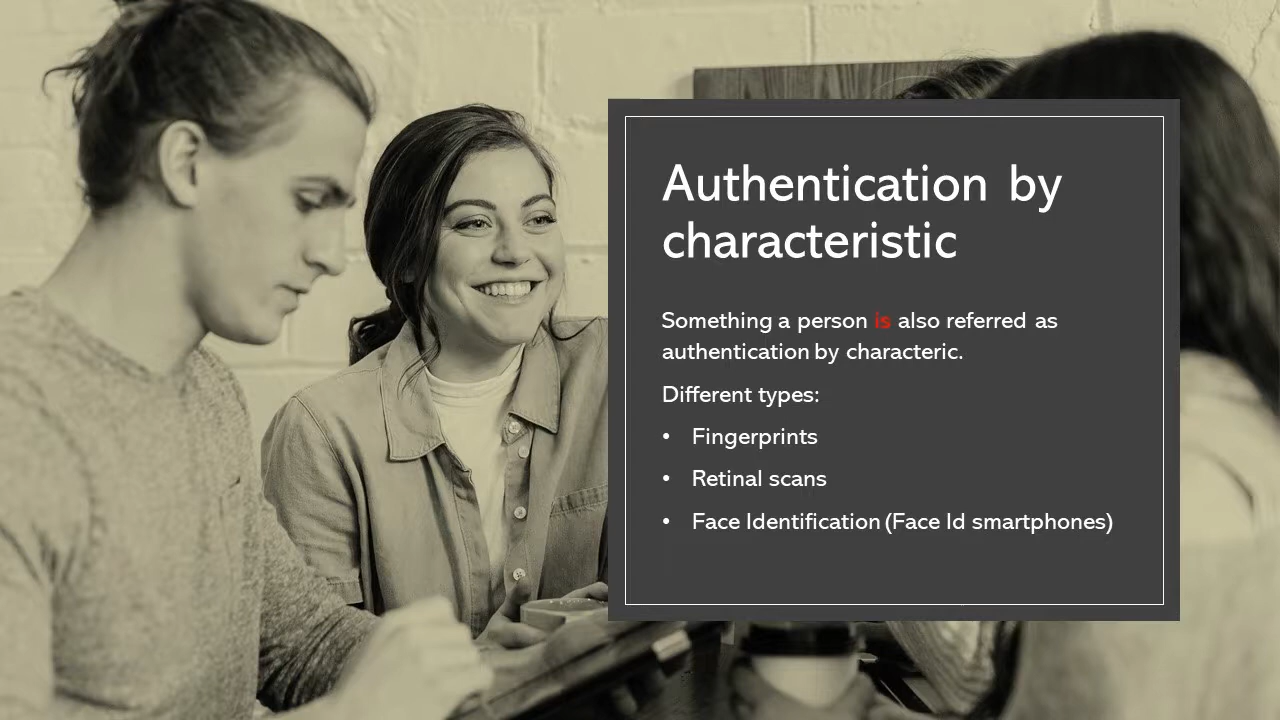 Authentication by
characteristic
Something a person is also referred as
authentication by characteric.
Different types:
• Fingerprints
• Retinal scans
• Face Identification (Face Id smartphones)